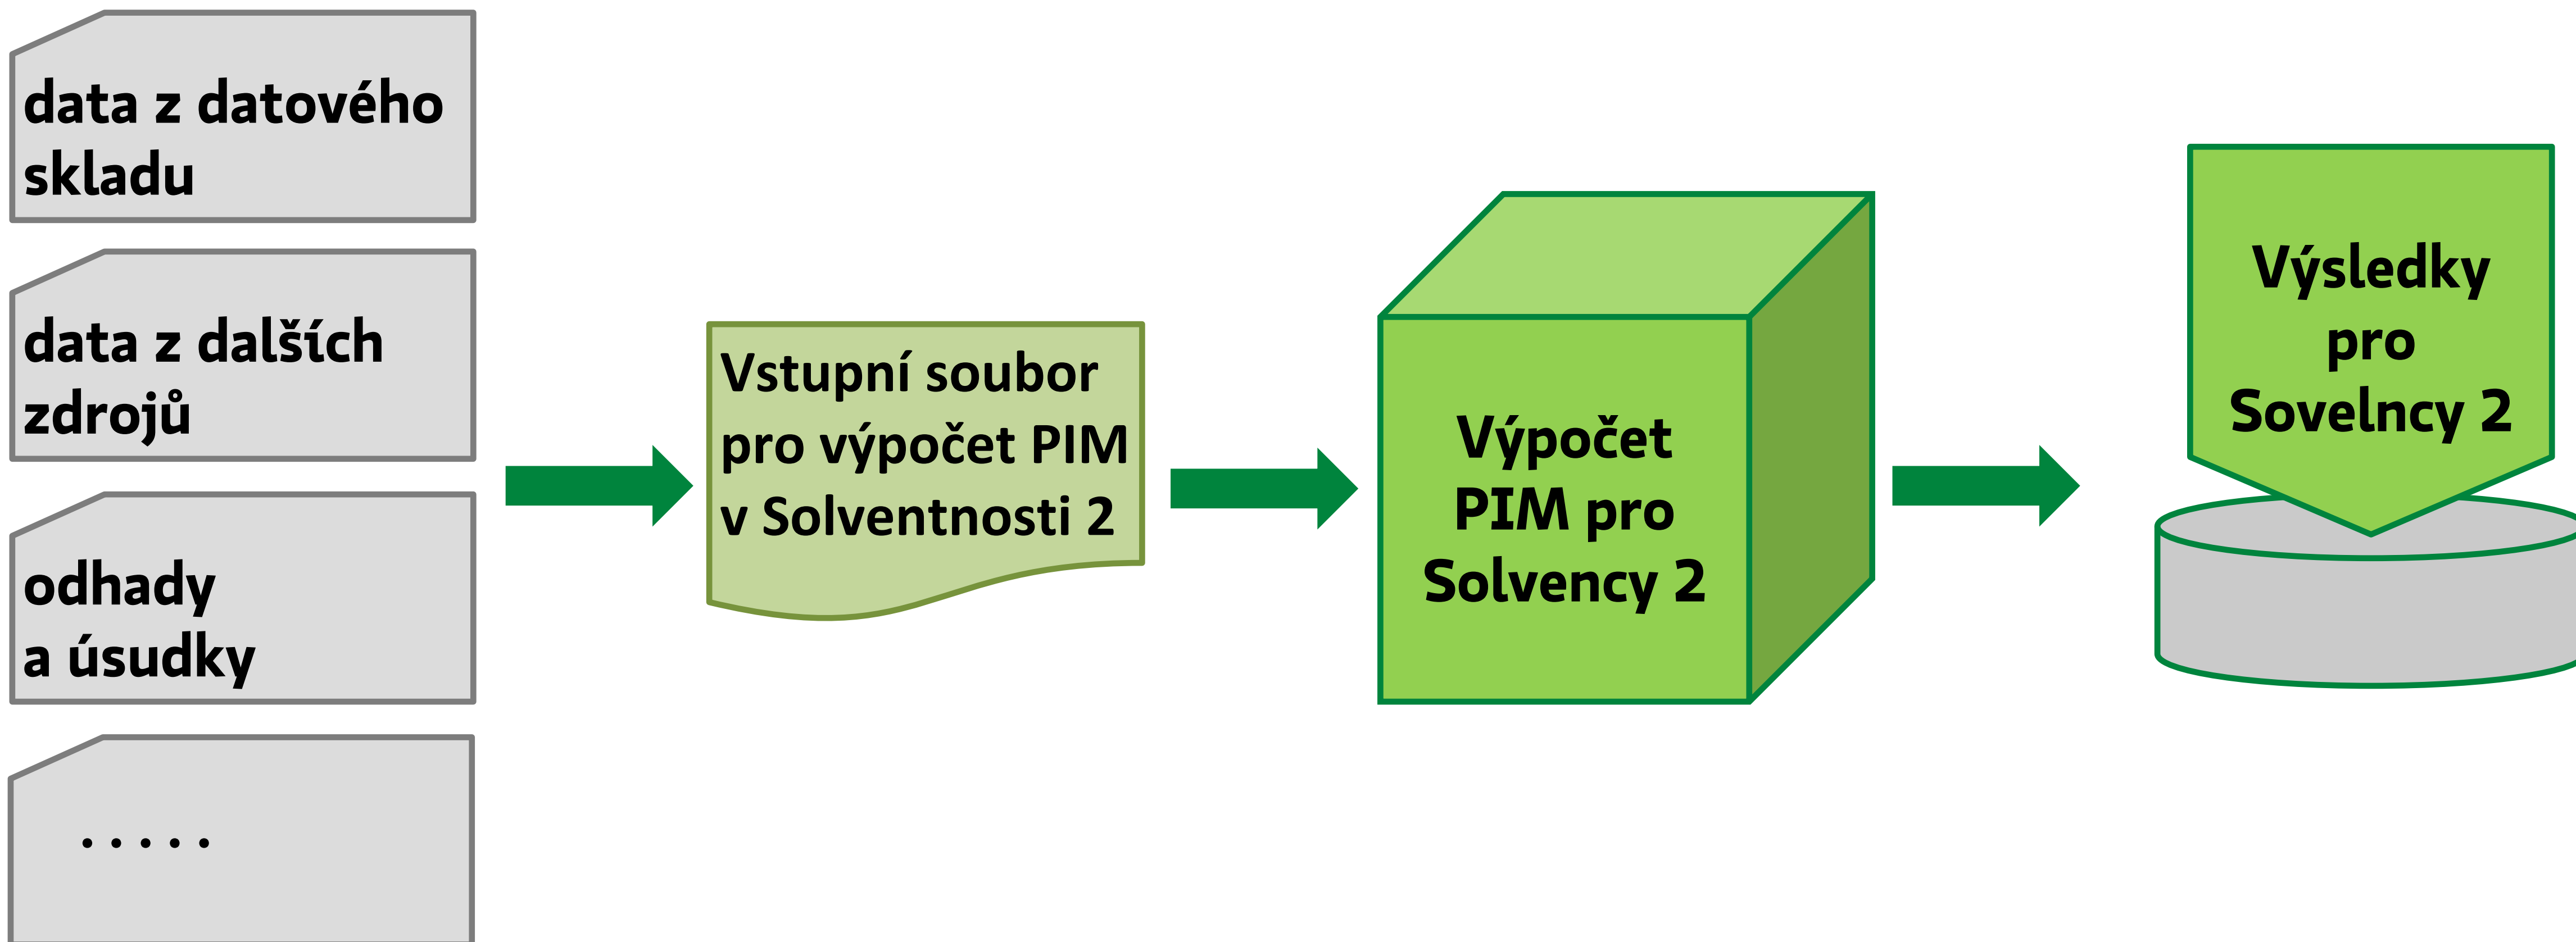 data z datového
skladu
data z dalších
zdrojů
odhady
a úsudky
.....
Vstupní soubor
pro výpočet PIM
v Solventnosti 2
Výpočet
PIM pro
Solvency 2
Výsledky
pro
Sovelncy 2